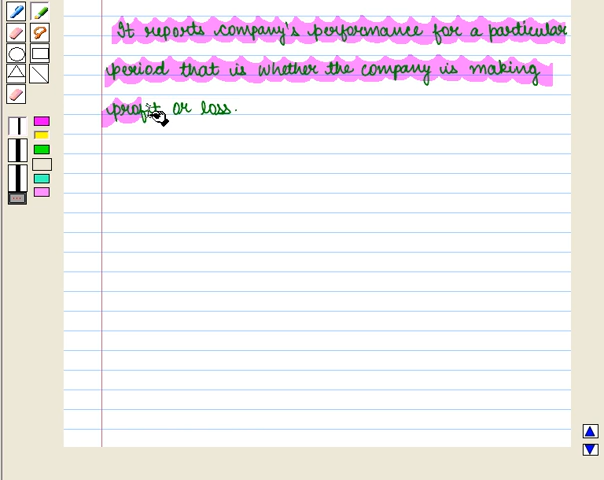 It reports company's performance for a particular
period that is whether the company is making
profit or loss.